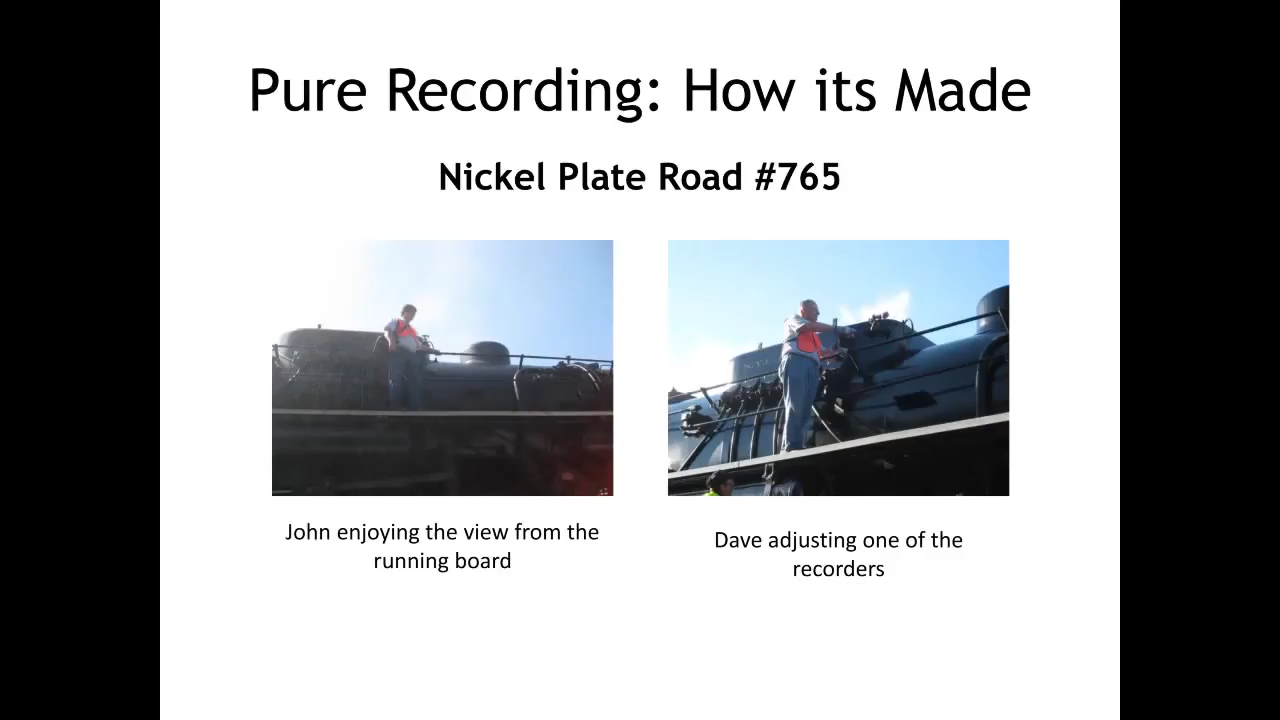 Pure Recording: How its Made
Nickel Plate Road #765
John enjoying the view from the
running board
Dave adjusting one of the
recorders